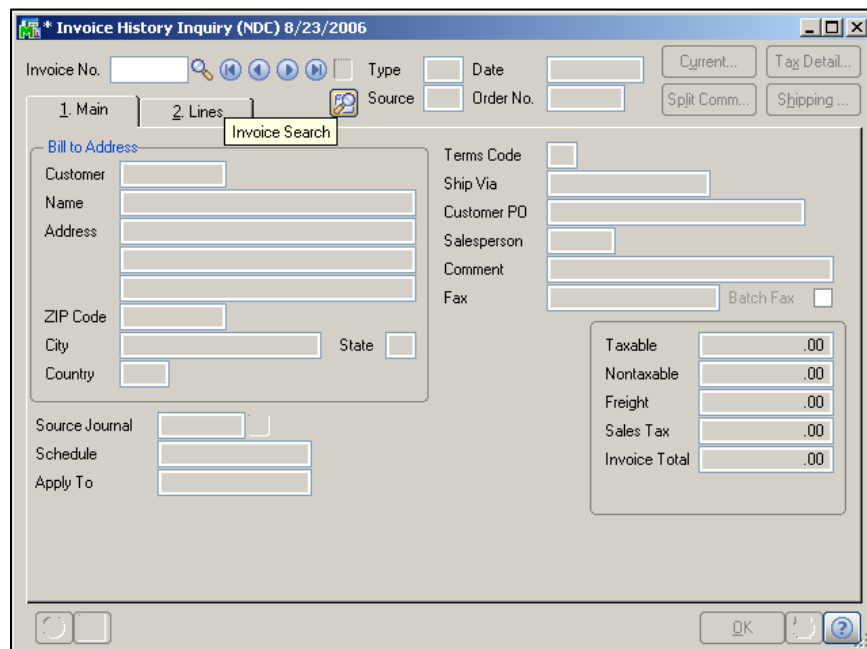 * Invoice History Inquiry (NDC) 8/23/2006
Invoice No. Type Date Current... Tax Detail...
Source Order No. Split Comm... Shipping ...
1. Main 2. Lines
Invoice Search
Bill to Address
Customer
Name
Address
ZIP Code
City State
Country
Terms Code
Ship Via
Customer PO
Salesperson
Comment
Fax Batch Fax
Source Journal
Schedule
Apply To
Taxable .00
Nontaxable .00
Freight .00
Sales Tax .00
Invoice Total .00
OK ?